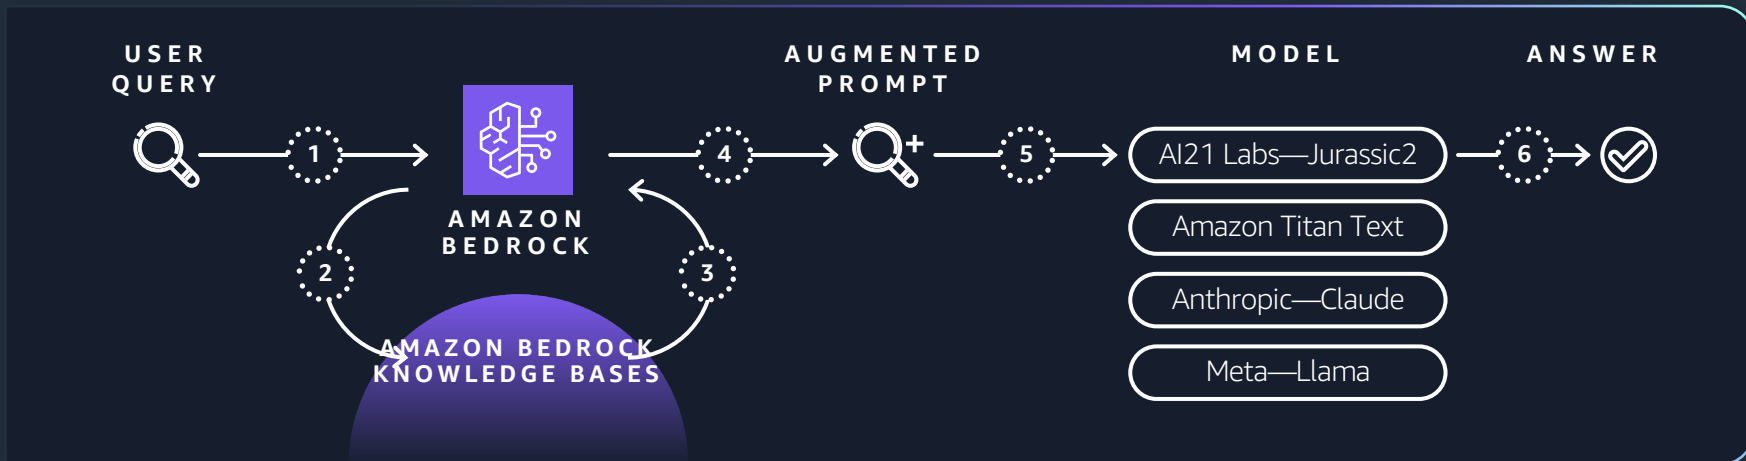 USER
QUERY
AUGMENTED
PROMPT
MODEL
ANSWER
1
4
5
AI21 Labs—Jurassic2
6
AMAZON
BEDROCK
Amazon Titan Text
2
3
Anthropic—Claude
AMAZON BEDROCK
KNOWLEDGE BASES
Meta—Llama